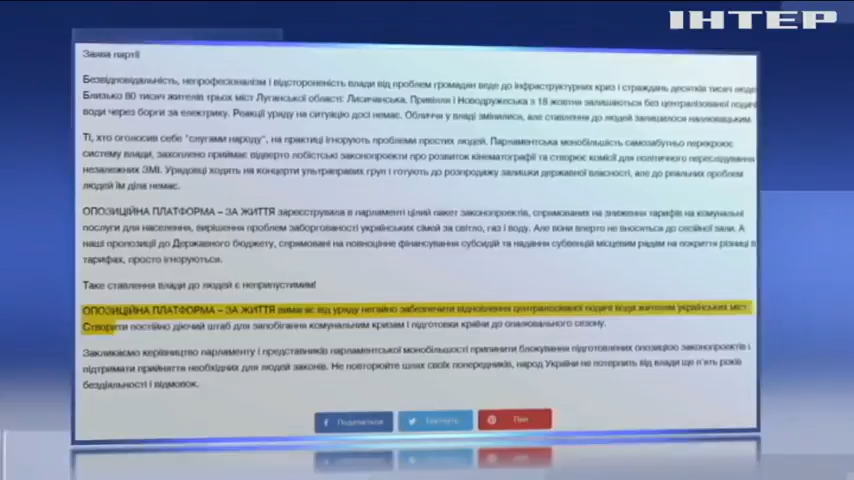 ІНТЕР
Заява партії
Безвідповідальність, непрофесіоналізм і відстороненість влади від проблем громадян веде до інфраструктурних криз і страждань десятків тисяч люде
Близько 80 тисяч жителів трьох міст Луганської області: Лисичанська, Привілля і Новодружеська з 18 жовтня залишаються без централізованої подачі
води через борги за електрику. Реакції уряду на ситуацію досі немає. Обличчя у владі змінилися, але ставлення до людей залишилося наплювацьким
Ті, хто оголосив себе "слугами народу", на практиці ігнорують проблеми простих людей. Парламентська монобільшість самозабутньо перекроює
систему влади, захоплено приймає відверто лобістські законопроекти про розвиток кінематографії та створює комісії для політичного переслідування
незалежних ЗМІ. Урядовці ходять на концерти ультраправих груп і готують до розпродажу залишки державної власності, але до реальних проблем
людей їм діла немає.
ОПОЗИЦІЙНА ПЛАТФОРМА – ЗА ЖИТТЯ зареєструвала в парламенті цілий пакет законопроектів, спрямованих на зниження тарифів на комунальні
послуги для населення, вирішення проблем заборгованості українських сімей за світло, газ і воду. Але вони вперто не вносяться до сесійної зали. А
наші пропозиції до Державного бюджету, спрямовані на повноцінне фінансування субсидій та надання субвенцій місцевим радам на покриття різниці в
тарифах, просто ігноруються.
Таке ставлення влади до людей є неприпустимим!
ОПОЗИЦІЙНА ПЛАТФОРМА – ЗА ЖИТТЯ вимагає від уряду негайно забезпечити відновлення централізованої подачі води жителям українських міст.
Створити постійно діючий штаб для запобігання комунальним кризам і підготовки країни до опалювального сезону.
Закликаємо керівництво парламенту і представників парламентської монобільшості припинити блокування підготовлених опозицією законопроектів і
підтримати прийняття необхідних для людей законів. Не повторюйте шлях своїх попередників, народ України не потерпить від влади ще п'ять років
бездіяльності і відмовок.
Поделиться
Твитнуть
Пин